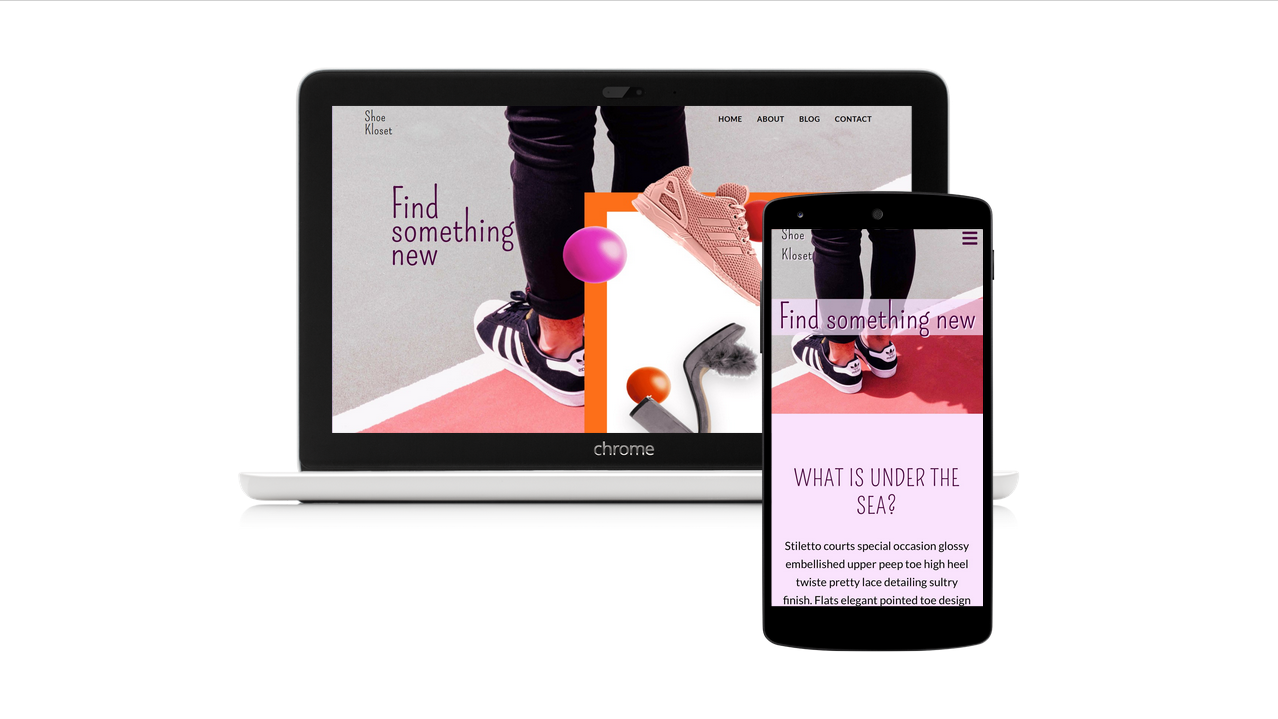 Shoe
Kloset
HOME ABOUT BLOG CONTACT
Find
something
new
chrome
Shoe
Kloset
Find something new
WHAT IS UNDER THE
SEA?
Stiletto courts special occasion glossy
embellished upper peep toe high heel
twiste pretty lace detailing sultry
finish. Flats elegant pointed toe design